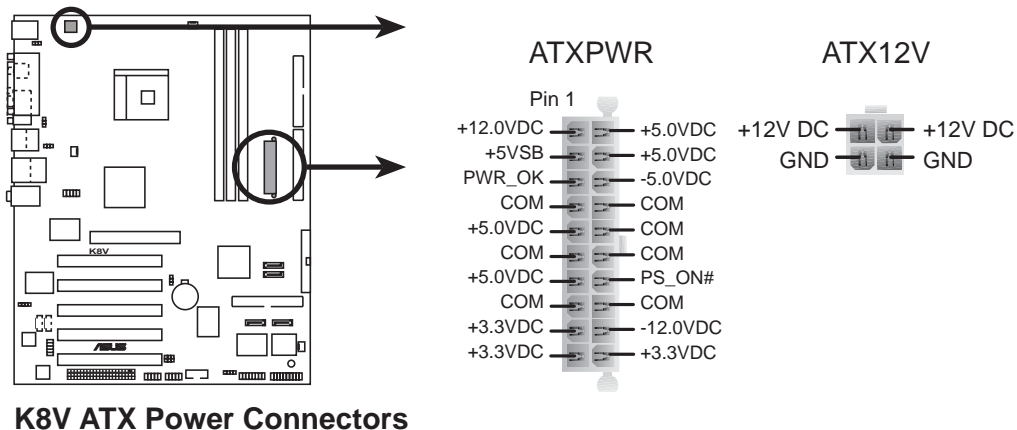 ATXPWR
ATX12V
Pin 1
+12.0VDC +5.0VDC
+5VSB +5.0VDC
PWR_OK -5.0VDC
COM COM
+5.0VDC COM
COM COM
+5.0VDC PS_ON#
COM COM
+3.3VDC -12.0VDC
+3.3VDC +3.3VDC
+12V DC +12V DC
GND GND
K8V
ASUS
K8V ATX Power Connectors